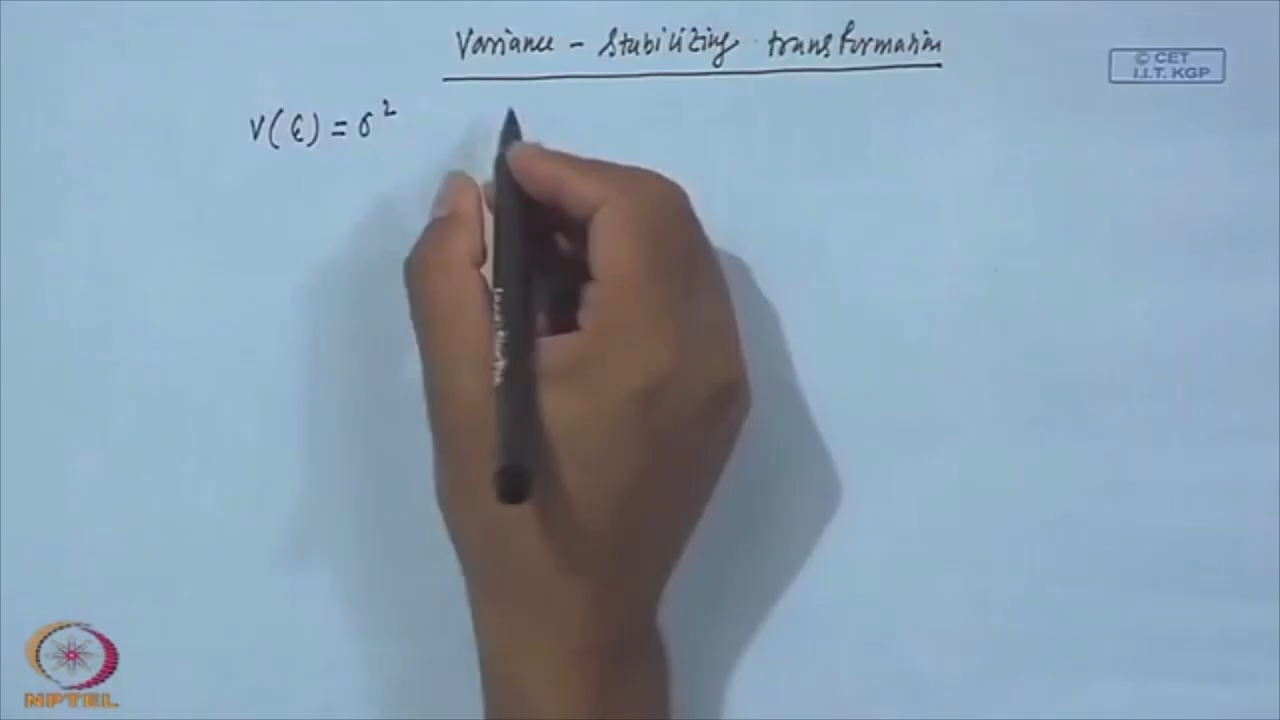 Variance - Stabilizing transformation
© CET
I.I.T. KGP
V(ε) = σ²
NPTEL